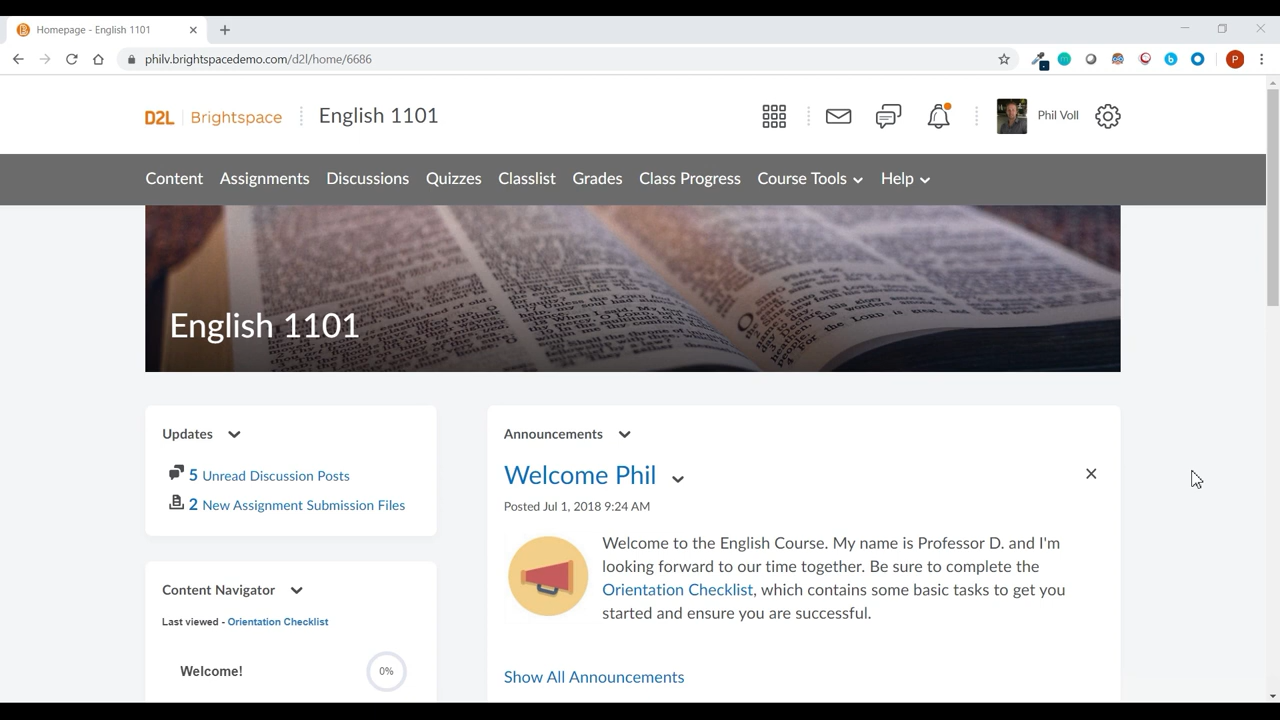 Homepage - English 1101
philv.brightspacedemo.com/d2l/home/6686
P
D2L Brightspace English 1101
Phil Voll
Content Assignments Discussions Quizzes Classlist Grades Class Progress Course Tools Help
English 1101
Updates
5 Unread Discussion Posts
2 New Assignment Submission Files
Content Navigator
Last viewed - Orientation Checklist
Welcome!
0%
Announcements
Welcome Phil
Posted Jul 1, 2018 9:24 AM
Welcome to the English Course. My name is Professor D. and I'm
looking forward to our time together. Be sure to complete the
Orientation Checklist, which contains some basic tasks to get you
started and ensure you are successful.
Show All Announcements